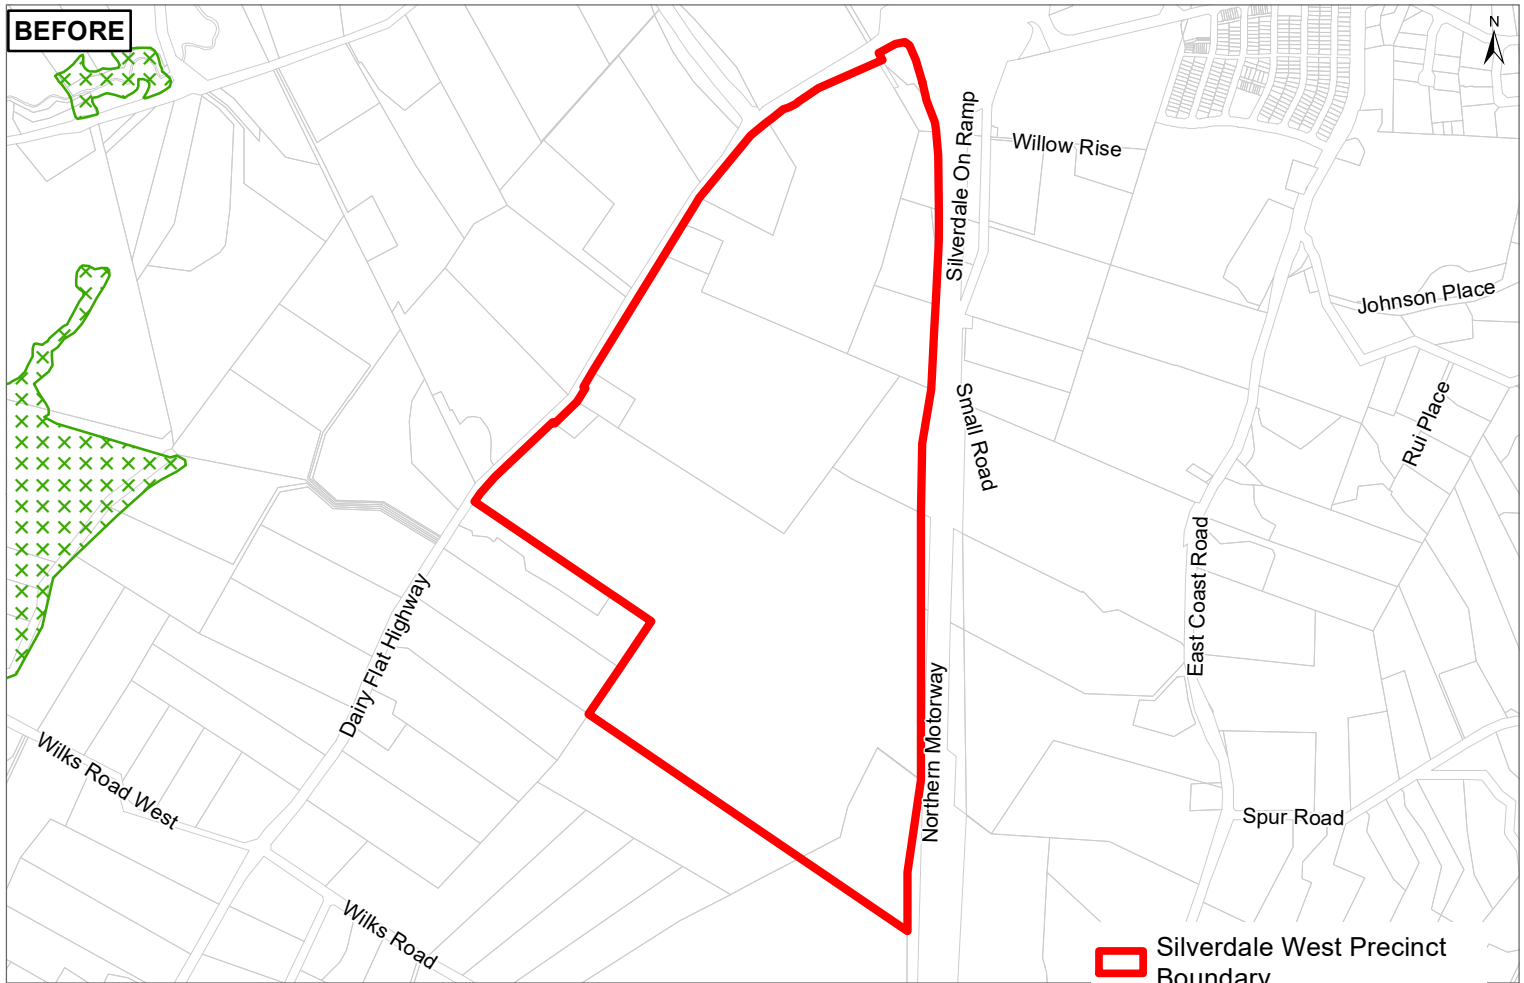 BEFORE
N
Silverdale On Ramp
Willow Rise
Johnson Place
Small Road
Rui Place
East Coast Road
Dairy Flat Highway
Northern Motorway
Wilks Road West
Spur Road
Wilks Road
Silverdale West Precinct
Boundary